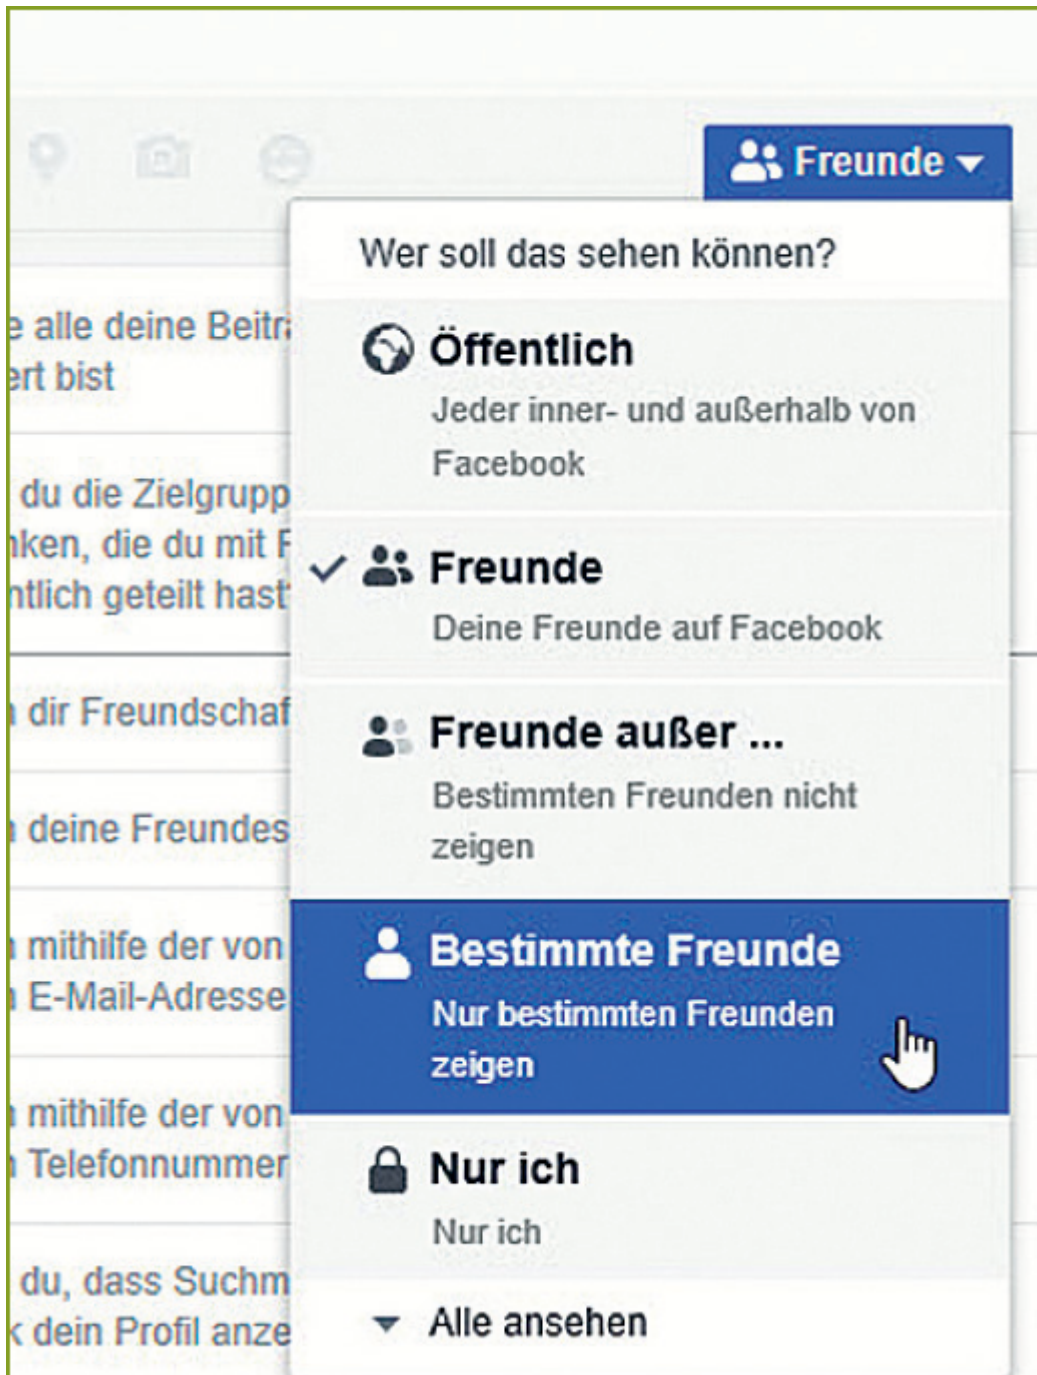 Freunde
Wer soll das sehen können?
Öffentlich
Jeder inner- und außerhalb von
Facebook
Freunde
Deine Freunde auf Facebook
Freunde außer ...
Bestimmten Freunden nicht
zeigen
Bestimmte Freunde
Nur bestimmten Freunden
zeigen
Nur ich
Nur ich
Alle ansehen
e alle deine Beitr
ert bist
du die Zielgrupp
nken, die du mit F
ntlich geteilt hast
dir Freundschaf
deine Freundes
mithilfe der von
E-Mail-Adresse
mithilfe der von
Telefonnummer
du, dass Suchm
k dein Profil anze